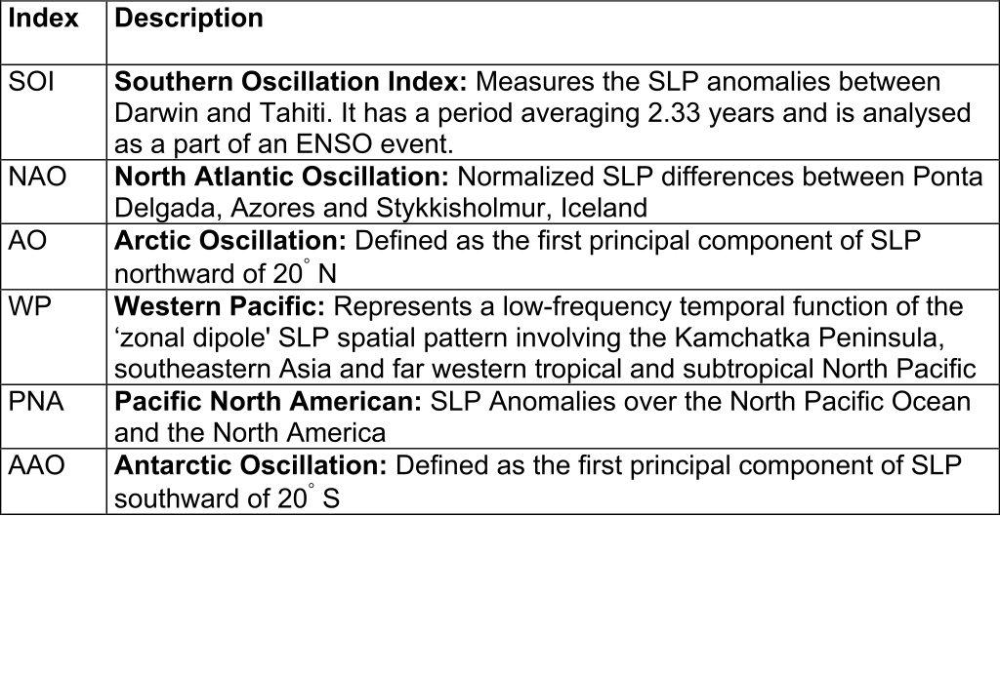 Index Description
SOI Southern Oscillation Index: Measures the SLP anomalies between
Darwin and Tahiti. It has a period averaging 2.33 years and is analysed
as a part of an ENSO event.
NAO North Atlantic Oscillation: Normalized SLP differences between Ponta
Delgada, Azores and Stykkisholmur, Iceland
AO Arctic Oscillation: Defined as the first principal component of SLP
northward of 20° N
WP Western Pacific: Represents a low-frequency temporal function of the
‘zonal dipole' SLP spatial pattern involving the Kamchatka Peninsula,
southeastern Asia and far western tropical and subtropical North Pacific
PNA Pacific North American: SLP Anomalies over the North Pacific Ocean
and the North America
AAO Antarctic Oscillation: Defined as the first principal component of SLP
southward of 20° S